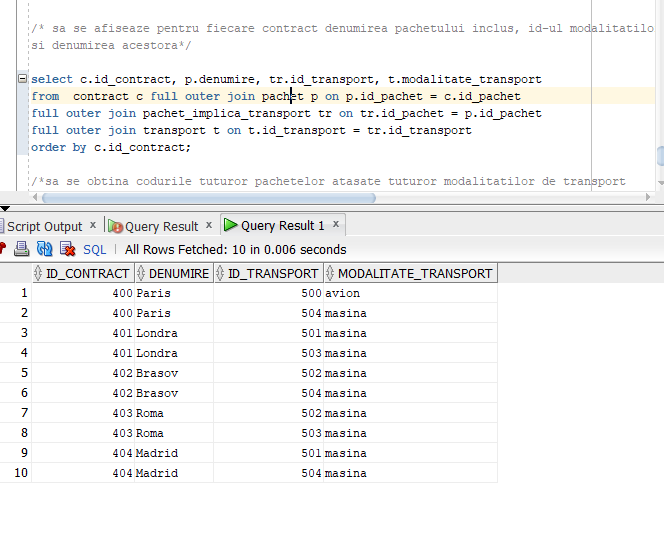 /* sa se afiseze pentru fiecare contract denumirea pachetului inclus, id-ul modalitatilo
si denumirea acestora*/
select c.id_contract, p.denumire, tr.id_transport, t.modalitate_transport
from  contract c full outer join pachet p on p.id_pachet = c.id_pachet
full outer join pachet_implica_transport tr on tr.id_pachet = p.id_pachet
full outer join transport t on t.id_transport = tr.id_transport
order by c.id_contract;
/*sa se obtina codurile tuturor pachetelor atasate tuturor modalitatilor de transport
Script Output x Query Result x Query Result 1 x
SQL | All Rows Fetched: 10 in 0.006 seconds
ID_CONTRACT DENUMIRE ID_TRANSPORT MODALITATE_TRANSPORT
1 400 Paris 500 avion
2 400 Paris 504 masina
3 401 Londra 501 masina
4 401 Londra 503 masina
5 402 Brasov 502 masina
6 402 Brasov 504 masina
7 403 Roma 502 masina
8 403 Roma 503 masina
9 404 Madrid 501 masina
10 404 Madrid 504 masina